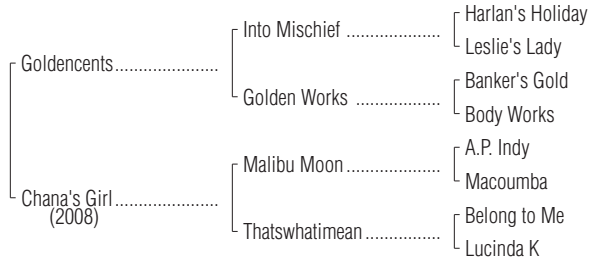 Harlan's Holiday
Into Mischief ....................
Leslie's Lady
Goldencents......................
Banker's Gold
Golden Works ..................
Body Works
A.P. Indy
Malibu Moon ....................
Macoumba
Chana's Girl ......................
(2008)
Belong to Me
Thatswhatimean................
Lucinda K